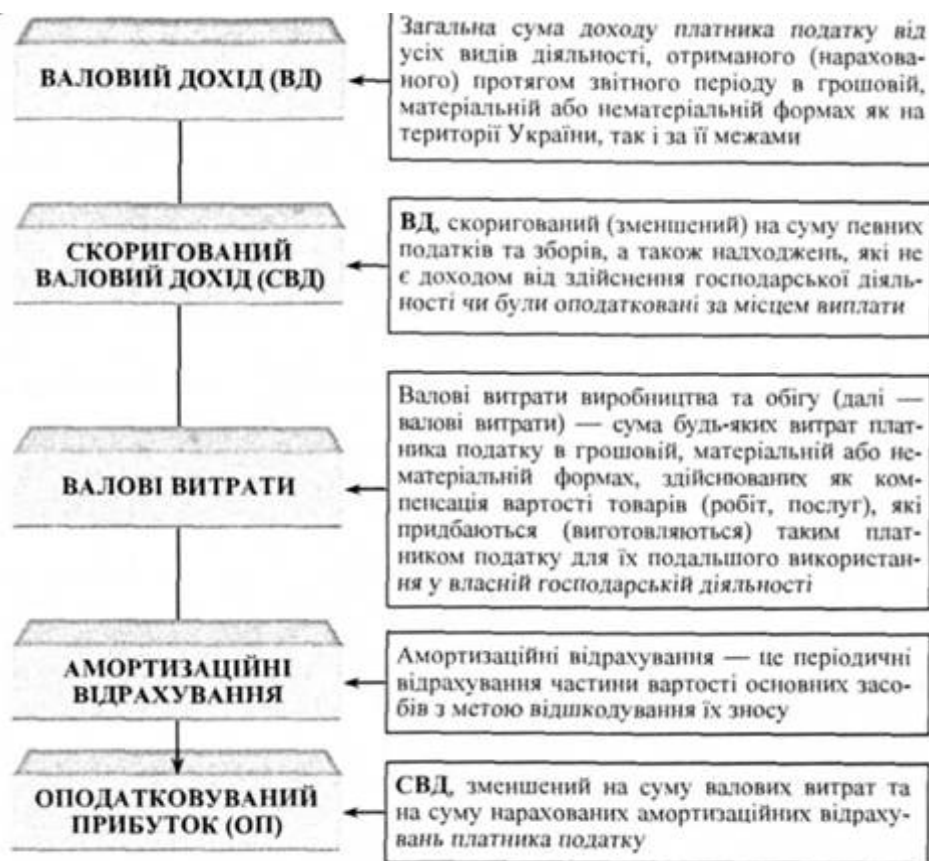 ВАЛОВИЙ ДОХІД (ВД)
Загальна сума доходу платника податку від
усіх видів діяльності, отриманого (нарахова-
ного) протягом звітного періоду в грошовій,
матеріальній або нематеріальній формах як на
території України, так і за її межами
СКОРИГОВАНИЙ
ВАЛОВИЙ ДОХІД (СВД)
ВД, скоригований (зменшений) на суму певних
податків та зборів, а також надходжень, які не
є доходом від здійснення господарської діяль-
ності чи були оподатковані за місцем виплати
ВАЛОВІ ВИТРАТИ
Валові витрати виробництва та обігу (далі —
валові витрати) — сума будь-яких витрат плат-
ника податку в грошовій, матеріальній або не-
матеріальній формах, здійснюваних як ком-
пенсація вартості товарів (робіт, послуг), які
придбаються (виготовляються) таким плат-
ником податку для їх подальшого використан-
ня у власній господарській діяльності
АМОРТИЗАЦІЙНІ
ВІДРАХУВАННЯ
Амортизаційні відрахування — це періодичні
відрахування частини вартості основних засо-
бів з метою відшкодування їх зносу
ОПОДАТКОВУВАНИЙ
ПРИБУТОК (ОП)
СВД, зменшений на суму валових витрат та
на суму нарахованих амортизаційних відраху-
вань платника податку